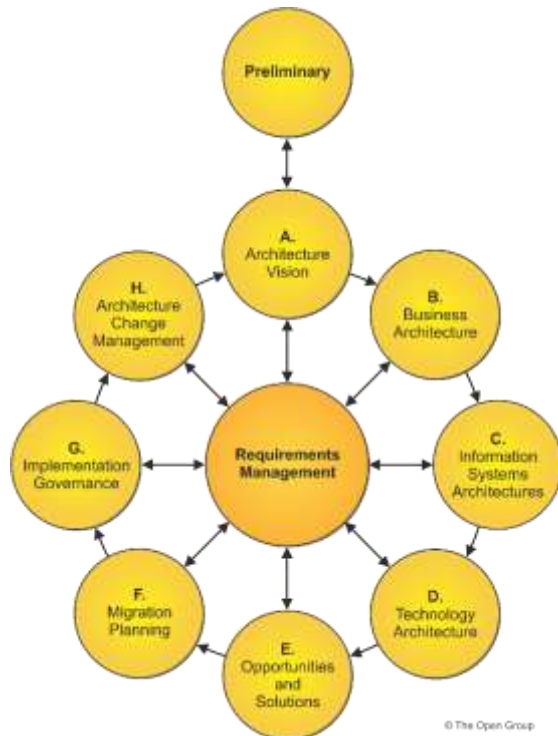 Preliminary
A.
Architecture
Vision
B.
Business
Architecture
C.
Information
Systems
Architectures
D.
Technology
Architecture
E.
Opportunities
and
Solutions
F.
Migration
Planning
G.
Implementation
Governance
H.
Architecture
Change
Management
Requirements
Management
© The Open Group